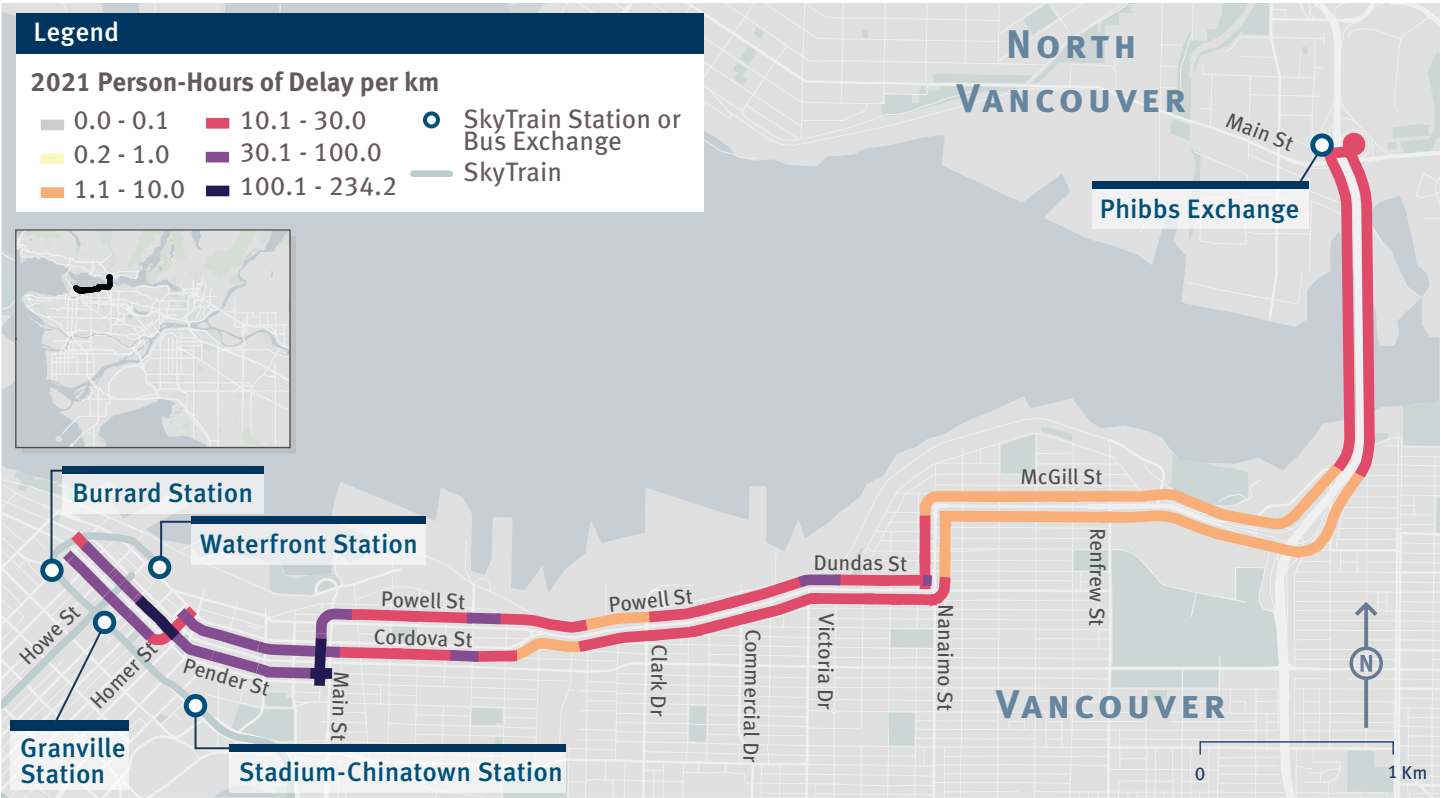 Legend
2021 Person-Hours of Delay per km
0.0 - 0.1
0.2 - 1.0
1.1 - 10.0
10.1 - 30.0
30.1 - 100.0
100.1 - 234.2
SkyTrain Station or
Bus Exchange
SkyTrain
NORTH
VANCOUVER
Main St
Phibbs Exchange
Burrard Station
Waterfront Station
McGill St
Renfrew St
Dundas St
Powell St
Powell St
Cordova St
Howe St
Homer St
Pender St
Main St
Clark Dr
Commercial Dr
Victoria Dr
Nanaimo St
VANCOUVER
N
Granville
Station
Stadium-Chinatown Station
0
1 Km